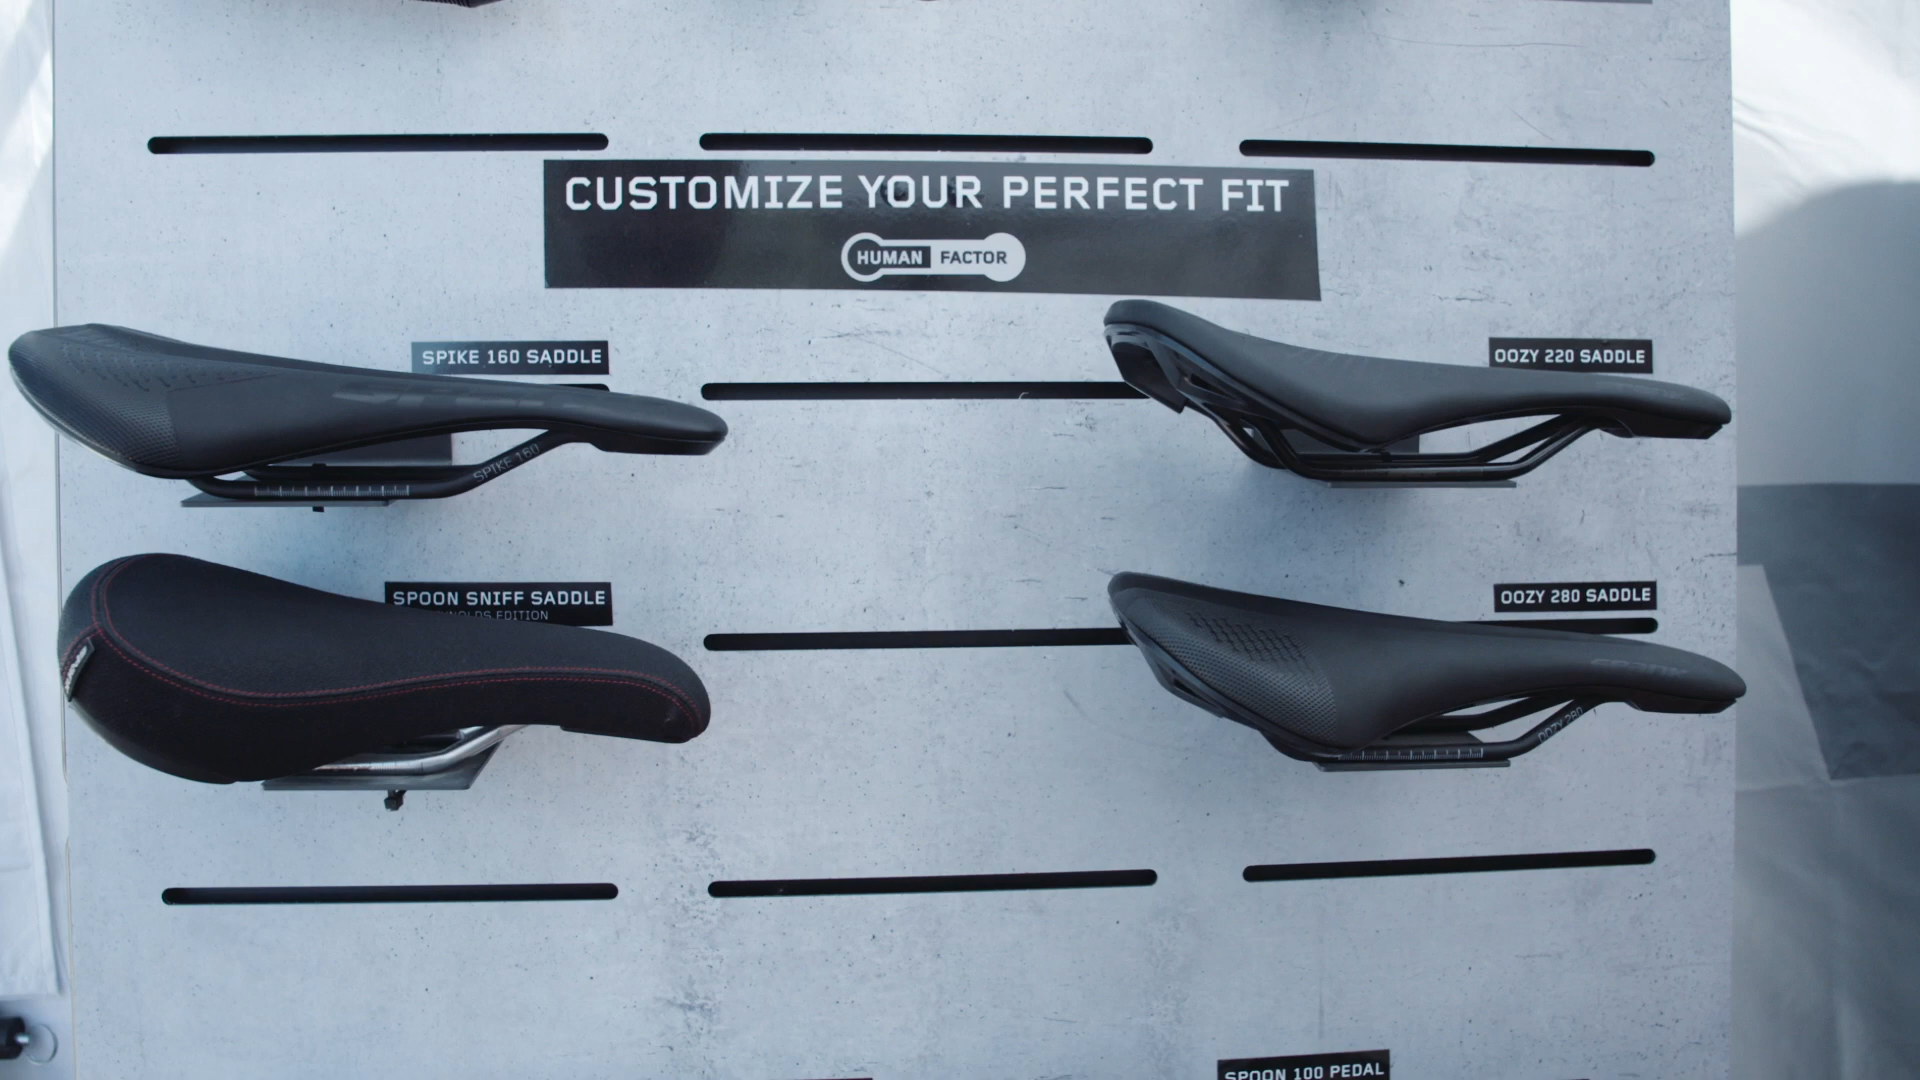 CUSTOMIZE YOUR PERFECT FIT
HUMAN FACTOR
SPIKE 160 SADDLE
OOZY 220 SADDLE
SPIKE 160
SPOON SNIFF SADDLE
EDITION
OOZY 280 SADDLE
OOZY 280
SPOON 100 PEDAL